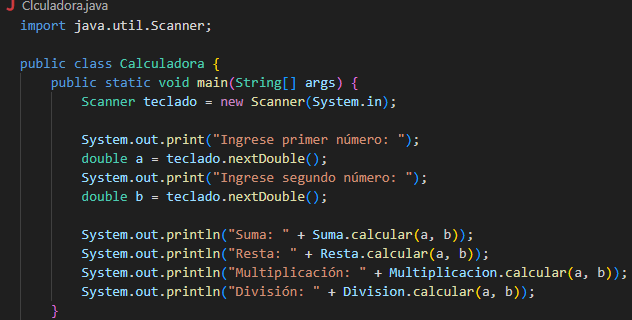 J Clculadora.java
import java.util.Scanner;
public class Calculadora {
public static void main(String[] args) {
Scanner teclado = new Scanner(System.in);
System.out.print("Ingrese primer número: ");
double a = teclado.nextDouble();
System.out.print("Ingrese segundo número: ");
double b = teclado.nextDouble();
System.out.println("Suma: " + Suma.calcular(a, b));
System.out.println("Resta: " + Resta.calcular(a, b));
System.out.println("Multiplicación: " + Multiplicacion.calcular(a, b));
System.out.println("División: " + Division.calcular(a, b));
}